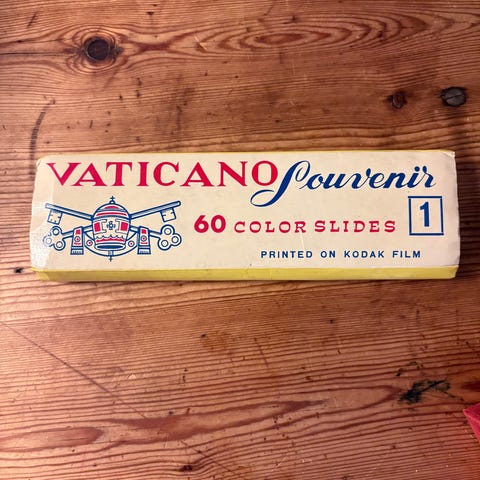 VATICANO Souvenir
60 COLOR SLIDES 1
PRINTED ON KODAK FILM